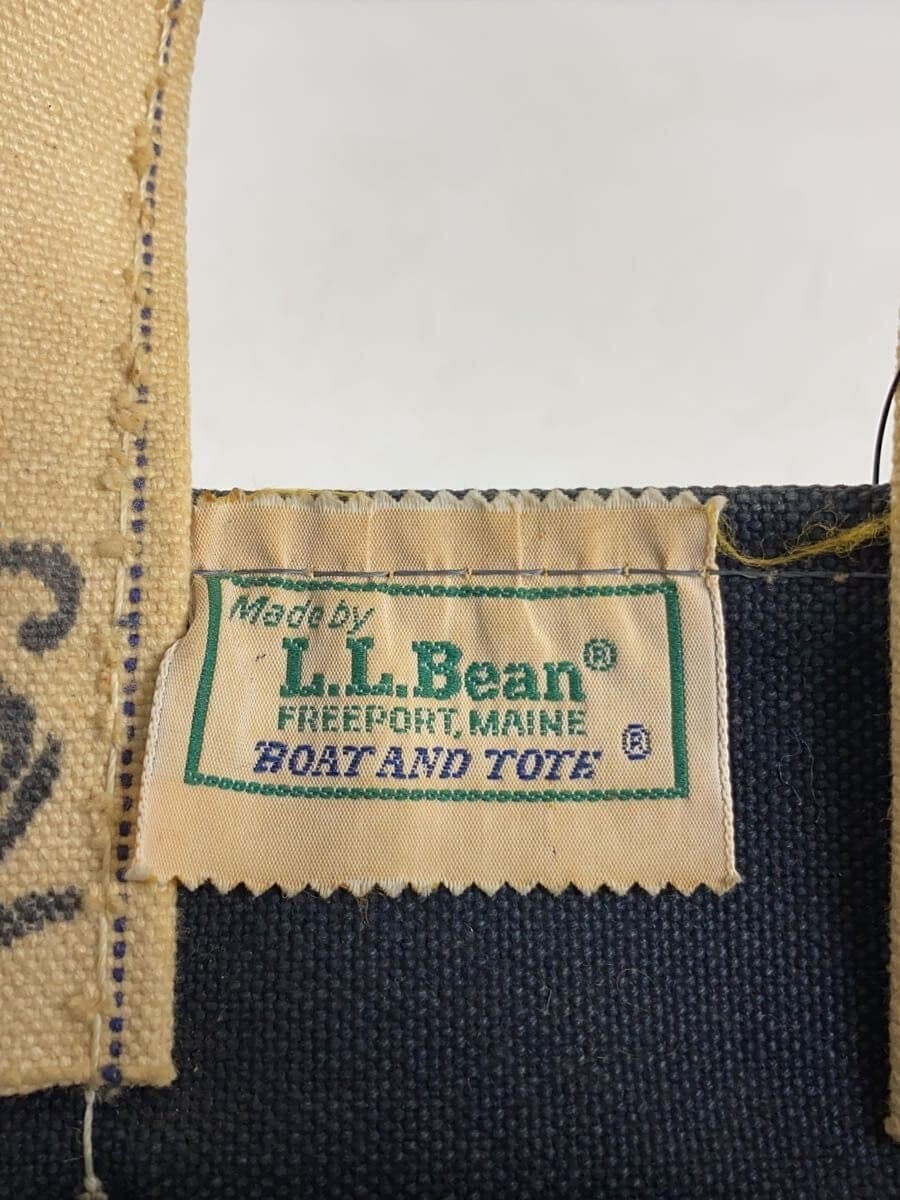 Made by
L.L.Bean®
FREEPORT, MAINE
BOAT AND TOTE ®